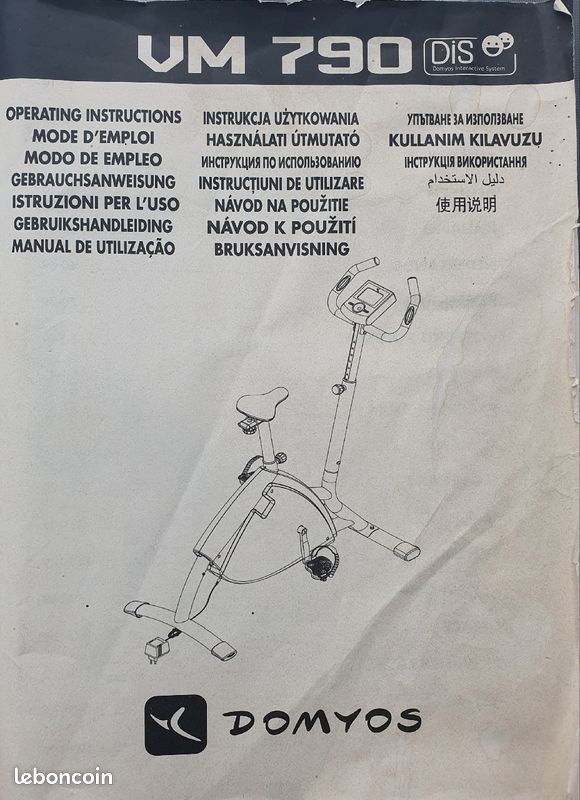 VM 790 DiS
Domyos Interactive System
OPERATING INSTRUCTIONS
MODE D'EMPLOI
MODO DE EMPLEO
GEBRAUCHSANWEISUNG
ISTRUZIONI PER L'USO
GEBRUIKSHANDLEIDING
MANUAL DE UTILIZAÇÃO
INSTRUKCJA UŻYTKOWANIA
HASZNÁLATI ÚTMUTATÓ
ИНСТРУКЦИЯ ПО ИСПОЛЬЗОВАНИЮ
INSTRUCŢIUNI DE UTILIZARE
NÁVOD NA POUŽITIE
NÁVOD K POUŽITÍ
BRUKSANVISNING
УПЪТВАНЕ ЗА ИЗПОЛЗВАНЕ
KULLANIM KILAVUZU
ІНСТРУКЦІЯ ВИКОРИСТАННЯ
دليل الاستخدام
使用说明
DOMYOS
leboncoin